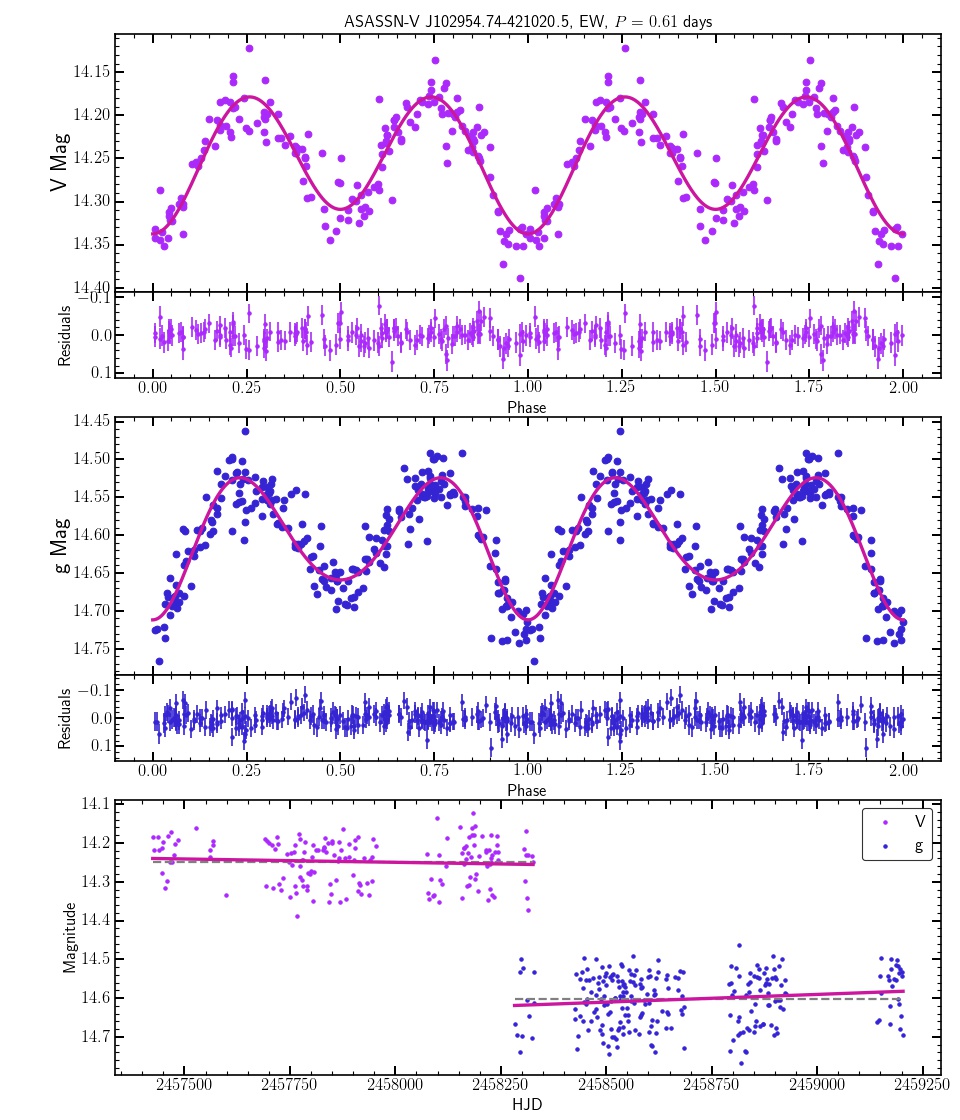 ASASSN-V J102954.74-421020.5, EW, P = 0.61 days
14.15
14.20
14.25
14.30
14.35
14.40
V Mag
−0.1
0.0
0.1
Residuals
0.00 0.25 0.50 0.75 1.00 1.25 1.50 1.75 2.00
Phase
14.45
14.50
14.55
14.60
14.65
14.70
14.75
g Mag
−0.1
0.0
0.1
Residuals
0.00 0.25 0.50 0.75 1.00 1.25 1.50 1.75 2.00
Phase
14.1
14.2
14.3
14.4
14.5
14.6
14.7
Magnitude
V
g
2457500 2457750 2458000 2458250 2458500 2458750 2459000 2459250
HJD